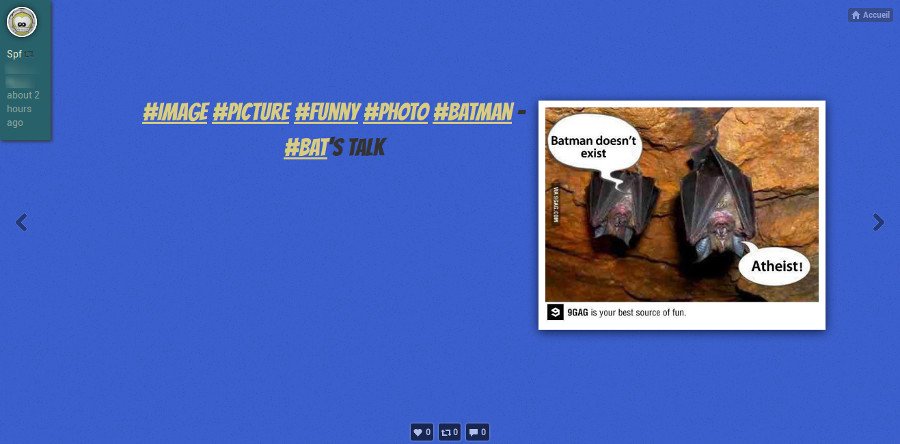 Spf
about 2
hours
ago
Accueil
#IMAGE #PICTURE #FUNNY #PHOTO #BATMAN -
#BAT'S TALK
Batman doesn't
exist
VIA 9GAG.COM
Atheist!
9GAG is your best source of fun.
0 0 0